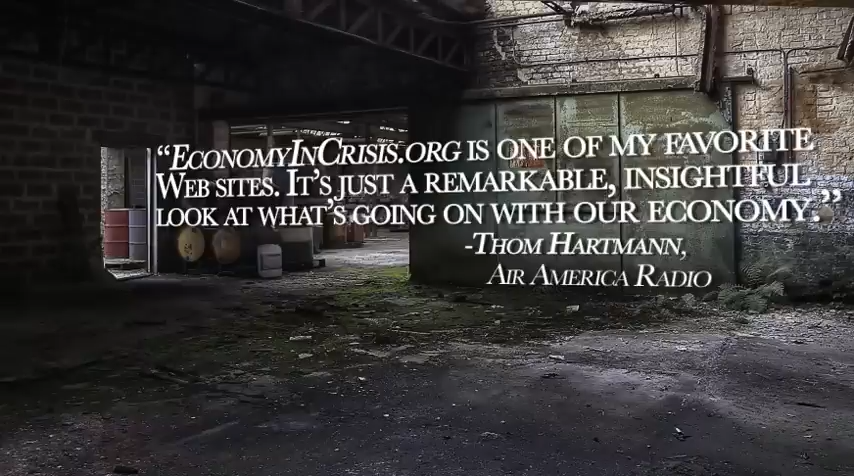 “EconomyInCrisis.org is one of my favorite
Web sites. It’s just a remarkable, insightful
look at what’s going on with our economy.”
-Thom Hartmann,
Air America Radio